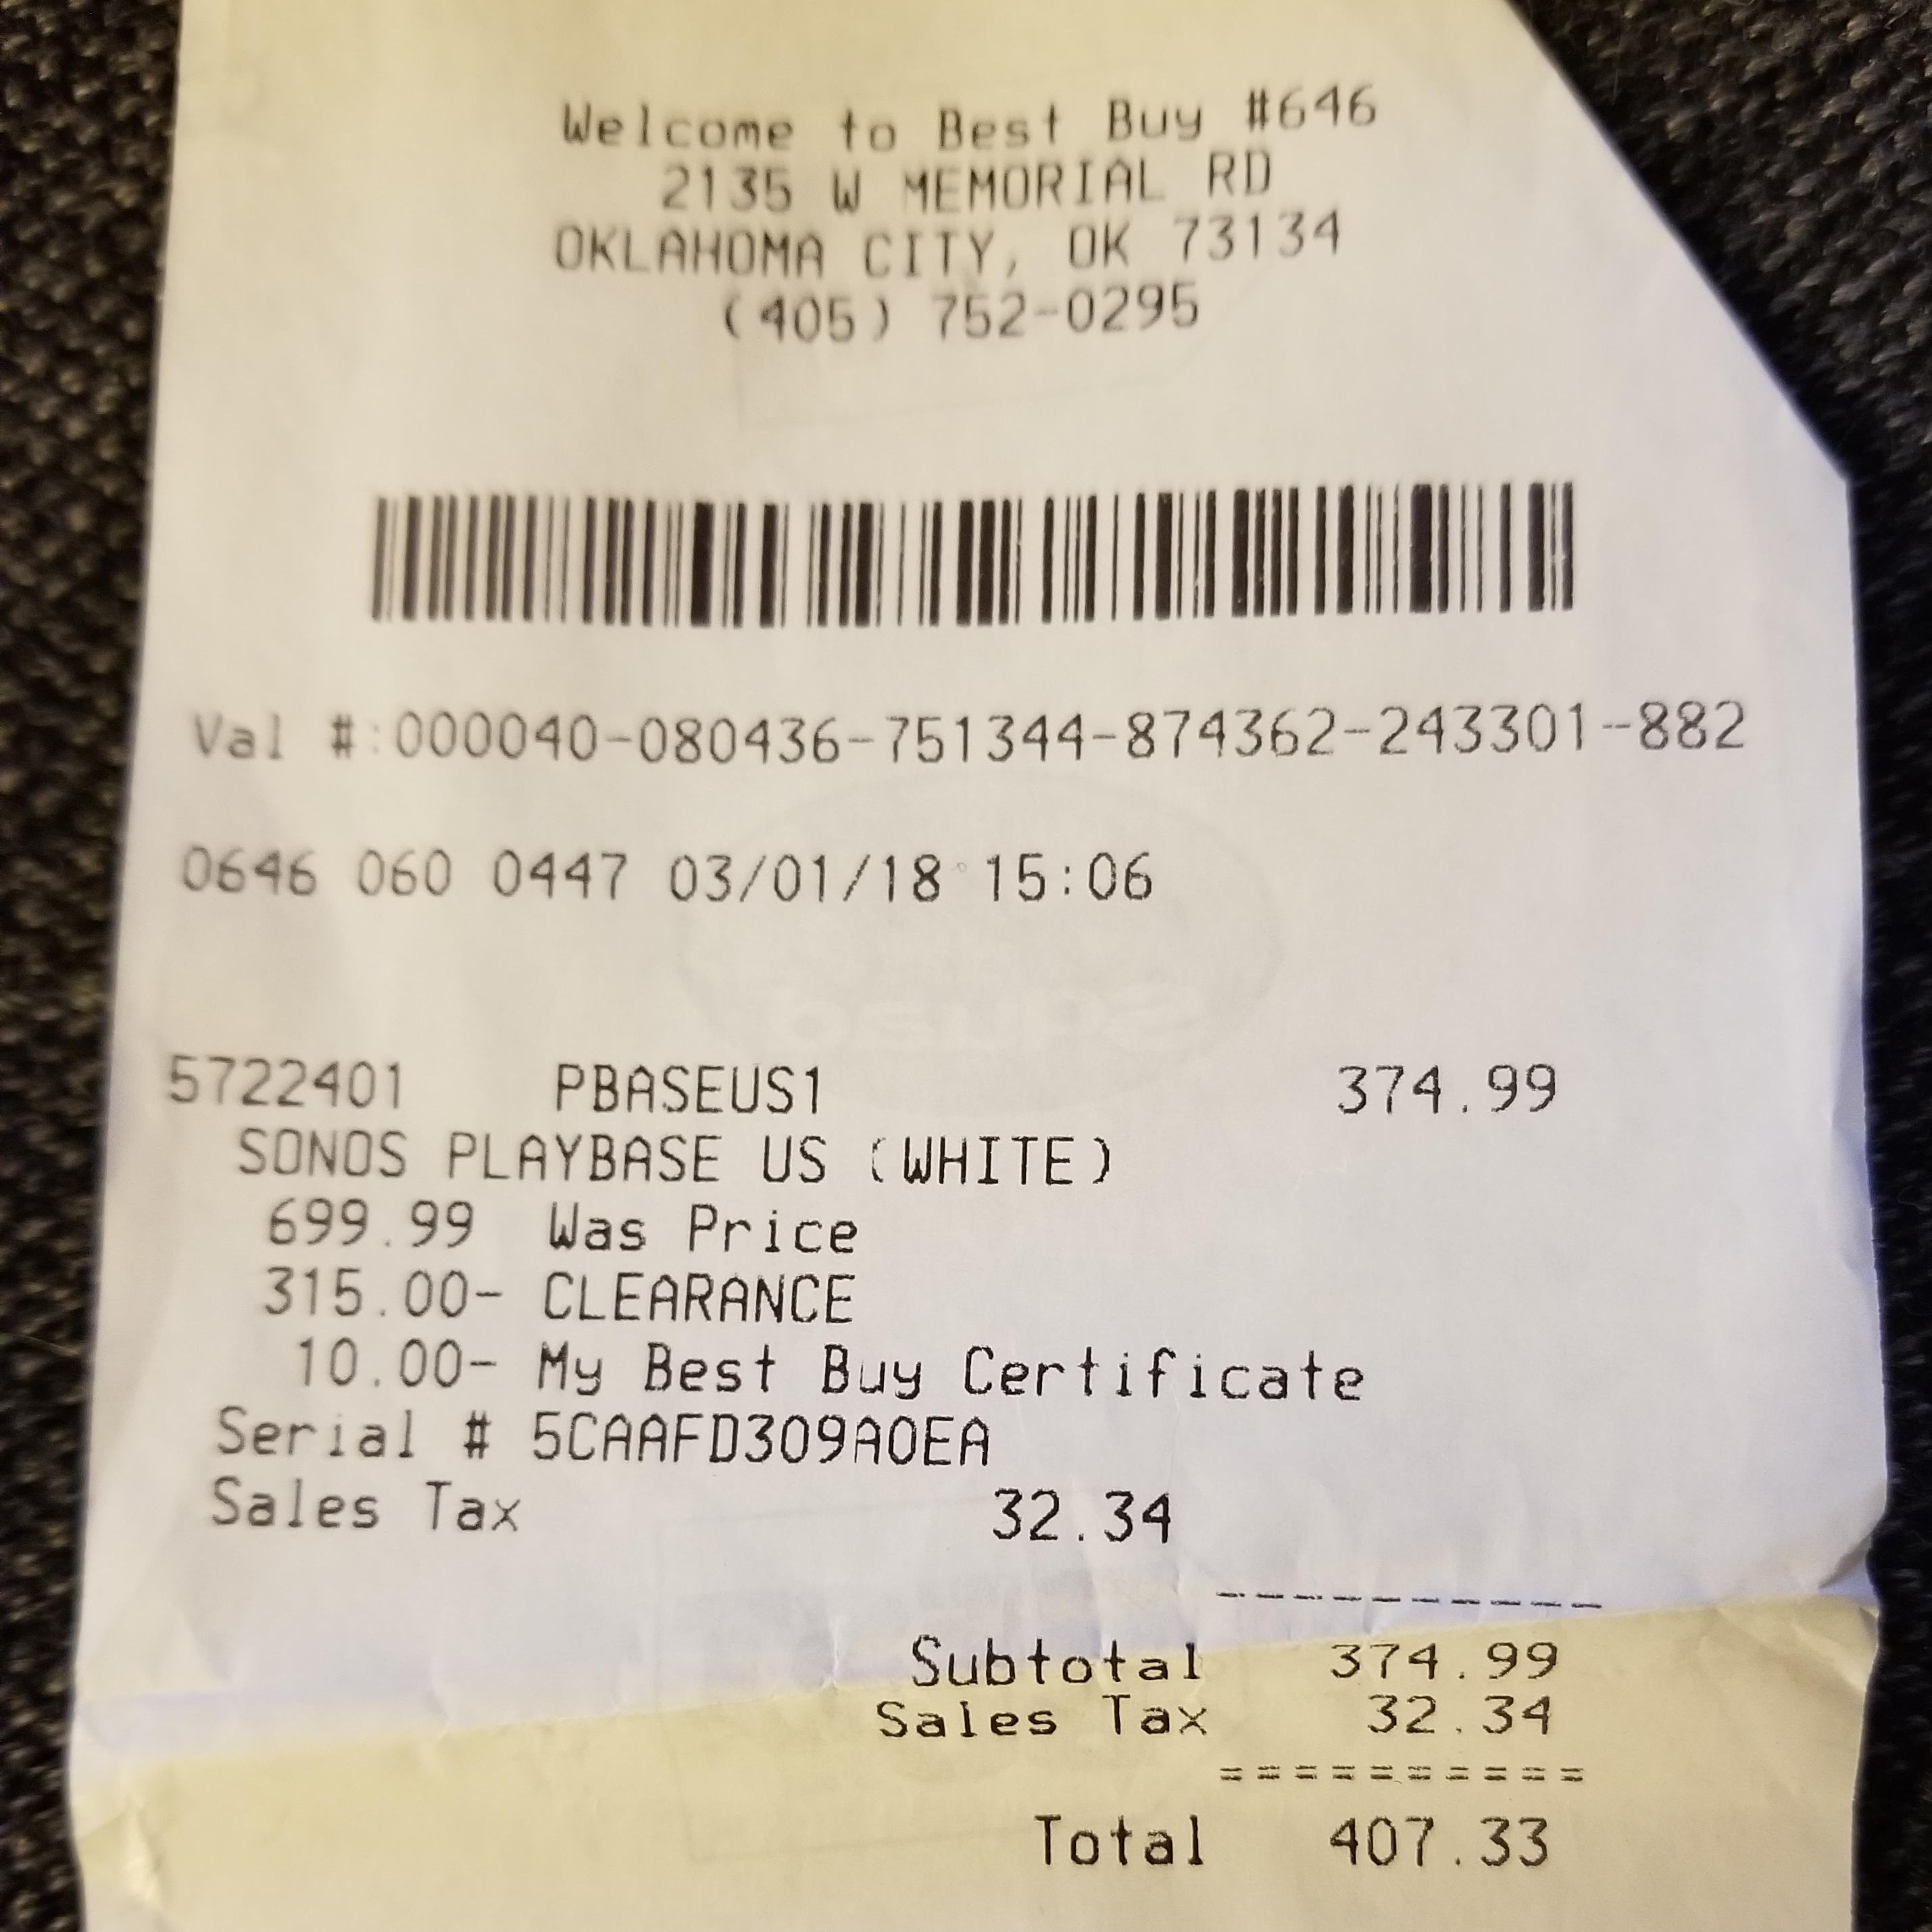 Welcome to Best Buy #646
2135 W MEMORIAL RD
OKLAHOMA CITY, OK 73134
(405) 752-0295
Val #:000040-080436-751344-874362-243301-882
0646 060 0447 03/01/18 15:06
5722401 PBASEUS1 374.99
SONOS PLAYBASE US (WHITE)
699.99 Was Price
315.00- CLEARANCE
10.00- My Best Buy Certificate
Serial # 5CAAFD309A0EA
Sales Tax 32.34
----------
Subtotal 374.99
Sales Tax 32.34
==========
Total 407.33